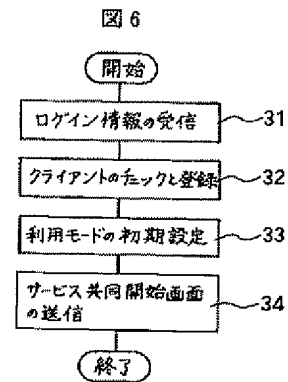 図 6
開始
ログイン情報の受信
31
クライアントのチェックと登録
32
利用モードの初期設定
33
サービス共同開始画面
の送信
34
終了